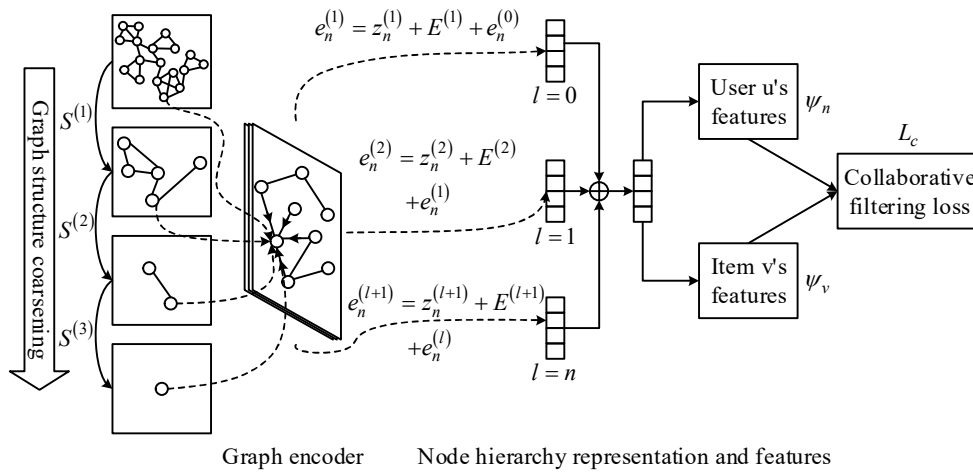 Graph structure coarsening
S^{(1)}
S^{(2)}
S^{(3)}
e_n^{(1)} = z_n^{(1)} + E^{(1)} + e_n^{(0)}
e_n^{(2)} = z_n^{(2)} + E^{(2)}
+e_n^{(1)}
e_n^{(l+1)} = z_n^{(l+1)} + E^{(l+1)}
+e_n^{(l)}
l = 0
l = 1
l = n
User u's
features
ψ_n
Item v's
features
ψ_v
L_c
Collaborative
filtering loss
Graph encoder
Node hierarchy representation and features